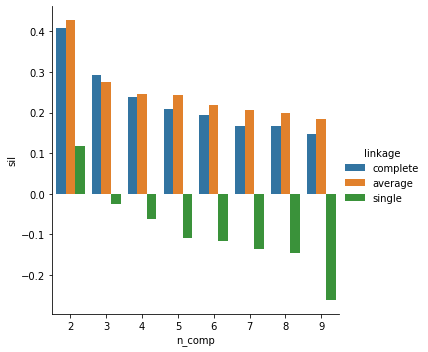 sil
0.4
0.3
0.2
0.1
0.0
−0.1
−0.2
2 3 4 5 6 7 8 9
n_comp
linkage
complete
average
single